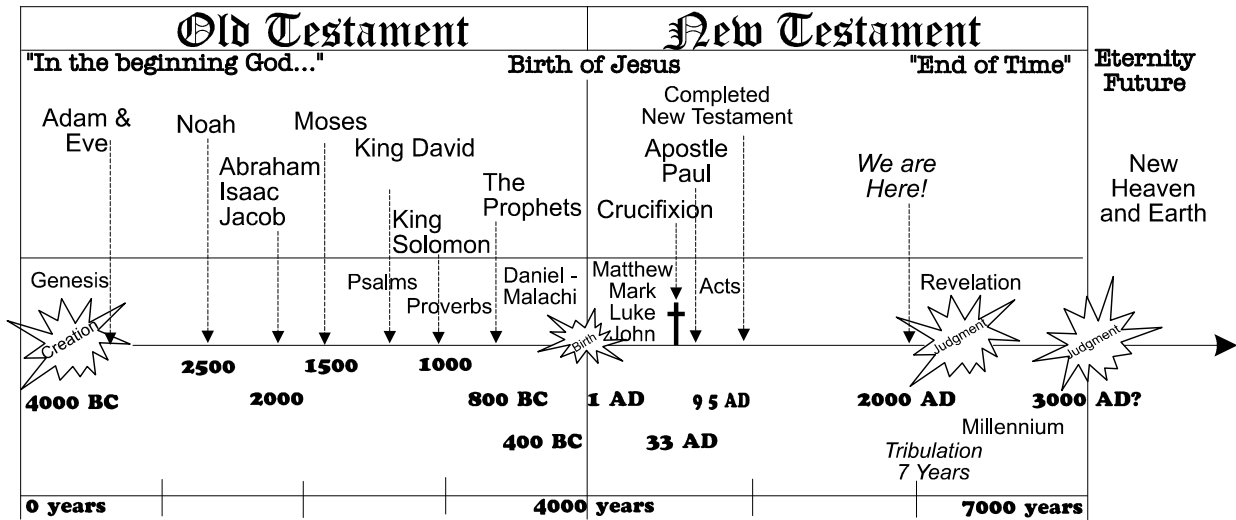 Old Testament
New Testament
"In the beginning God..."
Birth of Jesus
"End of Time"
Eternity
Future
Adam &
Eve
Noah
Abraham
Isaac
Jacob
Moses
King David
King
Solomon
The
Prophets
Completed
New Testament
Apostle
Paul
Crucifixion
We are
Here!
New
Heaven
and Earth
Genesis
Psalms
Proverbs
Daniel -
Malachi
Matthew
Mark
Luke
John
Acts
Revelation
Creation
Birth
Judgment
Judgment
2500
1500
1000
4000 BC
2000
800 BC
1 AD
95 AD
2000 AD
3000 AD?
400 BC
33 AD
Millennium
Tribulation
7 Years
0 years
4000 years
7000 years